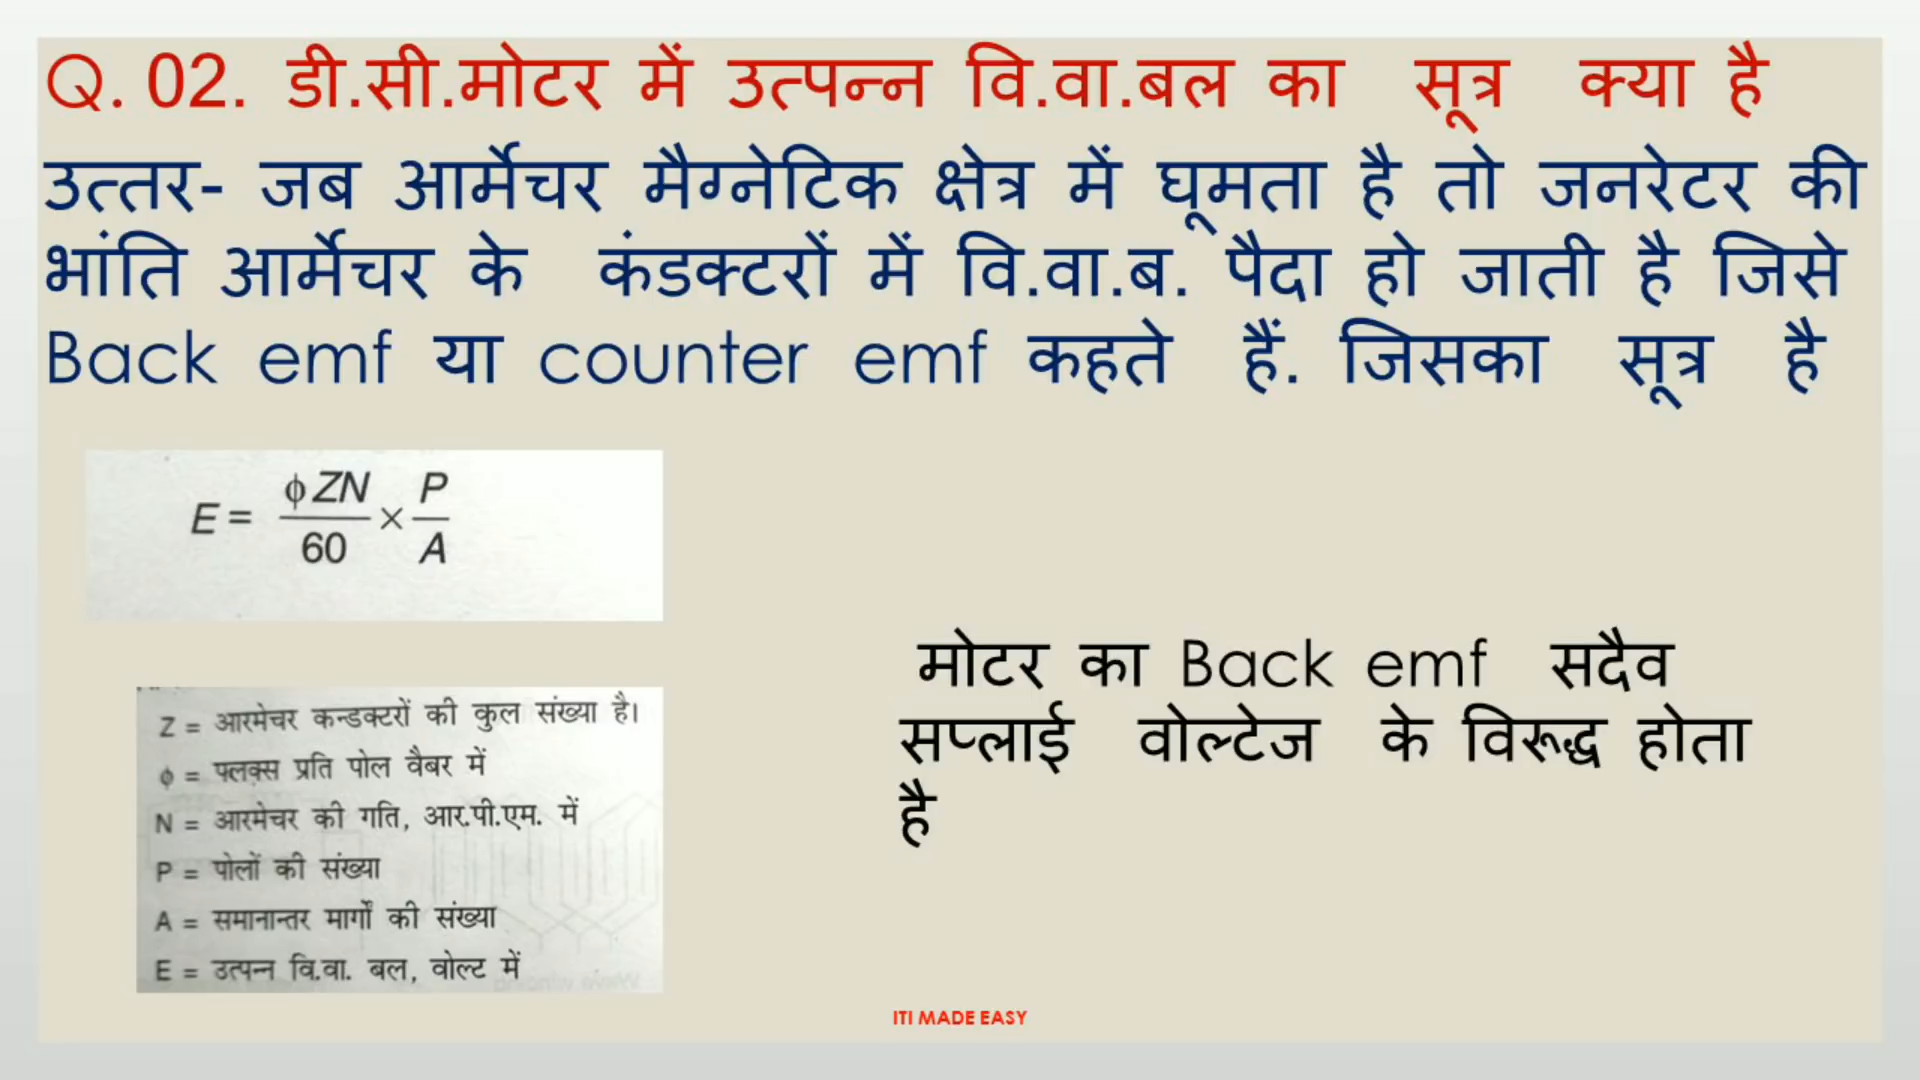 Q. 02. डी.सी.मोटर में उत्पन्न वि.वा.बल का सूत्र क्या है
उत्तर- जब आर्मेचर मैग्नेटिक क्षेत्र में घूमता है तो जनरेटर की
भांति आर्मेचर के कंडक्टरों में वि.वा.ब. पैदा हो जाती है जिसे
Back emf या counter emf कहते हैं. जिसका सूत्र है
E = ϕ ZN / 60 × P / A
मोटर का Back emf सदैव
सप्लाई वोल्टेज के विरूद्ध होता
है
Z = आरमेचर कन्डक्टरों की कुल संख्या है।
ϕ = फ्लक्स प्रति पोल वैबर में
N = आरमेचर की गति, आर.पी.एम. में
P = पोलों की संख्या
A = समानान्तर मार्गों की संख्या
E = उत्पन्न वि.वा. बल, वोल्ट में
ITI MADE EASY